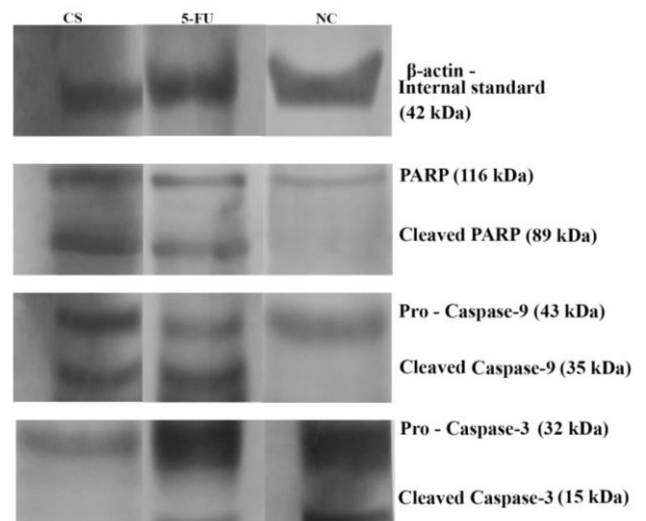 CS 5-FU NC
β-actin -
Internal standard
(42 kDa)
PARP (116 kDa)
Cleaved PARP (89 kDa)
Pro - Caspase-9 (43 kDa)
Cleaved Caspase-9 (35 kDa)
Pro - Caspase-3 (32 kDa)
Cleaved Caspase-3 (15 kDa)